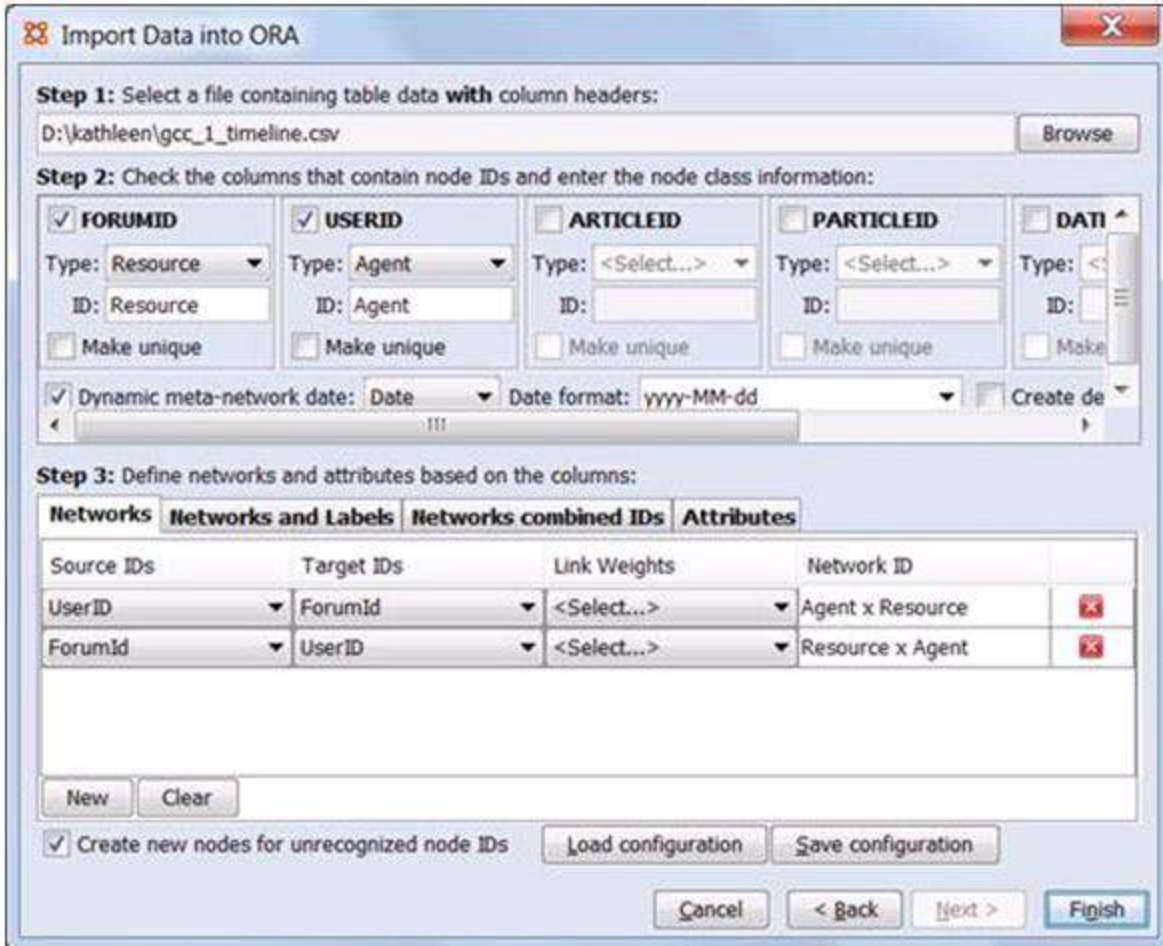 Import Data into ORA
Step 1: Select a file containing table data with column headers:
D:\kathleen\gcc_1_timeline.csv Browse
Step 2: Check the columns that contain node IDs and enter the node class information:
FORUMID USERID ARTICLEID PARTICLEID DATI
Type: Resource Type: Agent Type: <Select...> Type: <Select...> Type: <S
ID: Resource ID: Agent ID: ID: ID:
Make unique Make unique Make unique Make unique Make
Dynamic meta-network date: Date Date format: yyyy-MM-dd Create de
Step 3: Define networks and attributes based on the columns:
Networks Networks and Labels Networks combined IDs Attributes
Source IDs Target IDs Link Weights Network ID
UserID ForumId <Select...> Agent x Resource
ForumId UserID <Select...> Resource x Agent
New Clear
Create new nodes for unrecognized node IDs Load configuration Save configuration
Cancel < Back Next > Finish